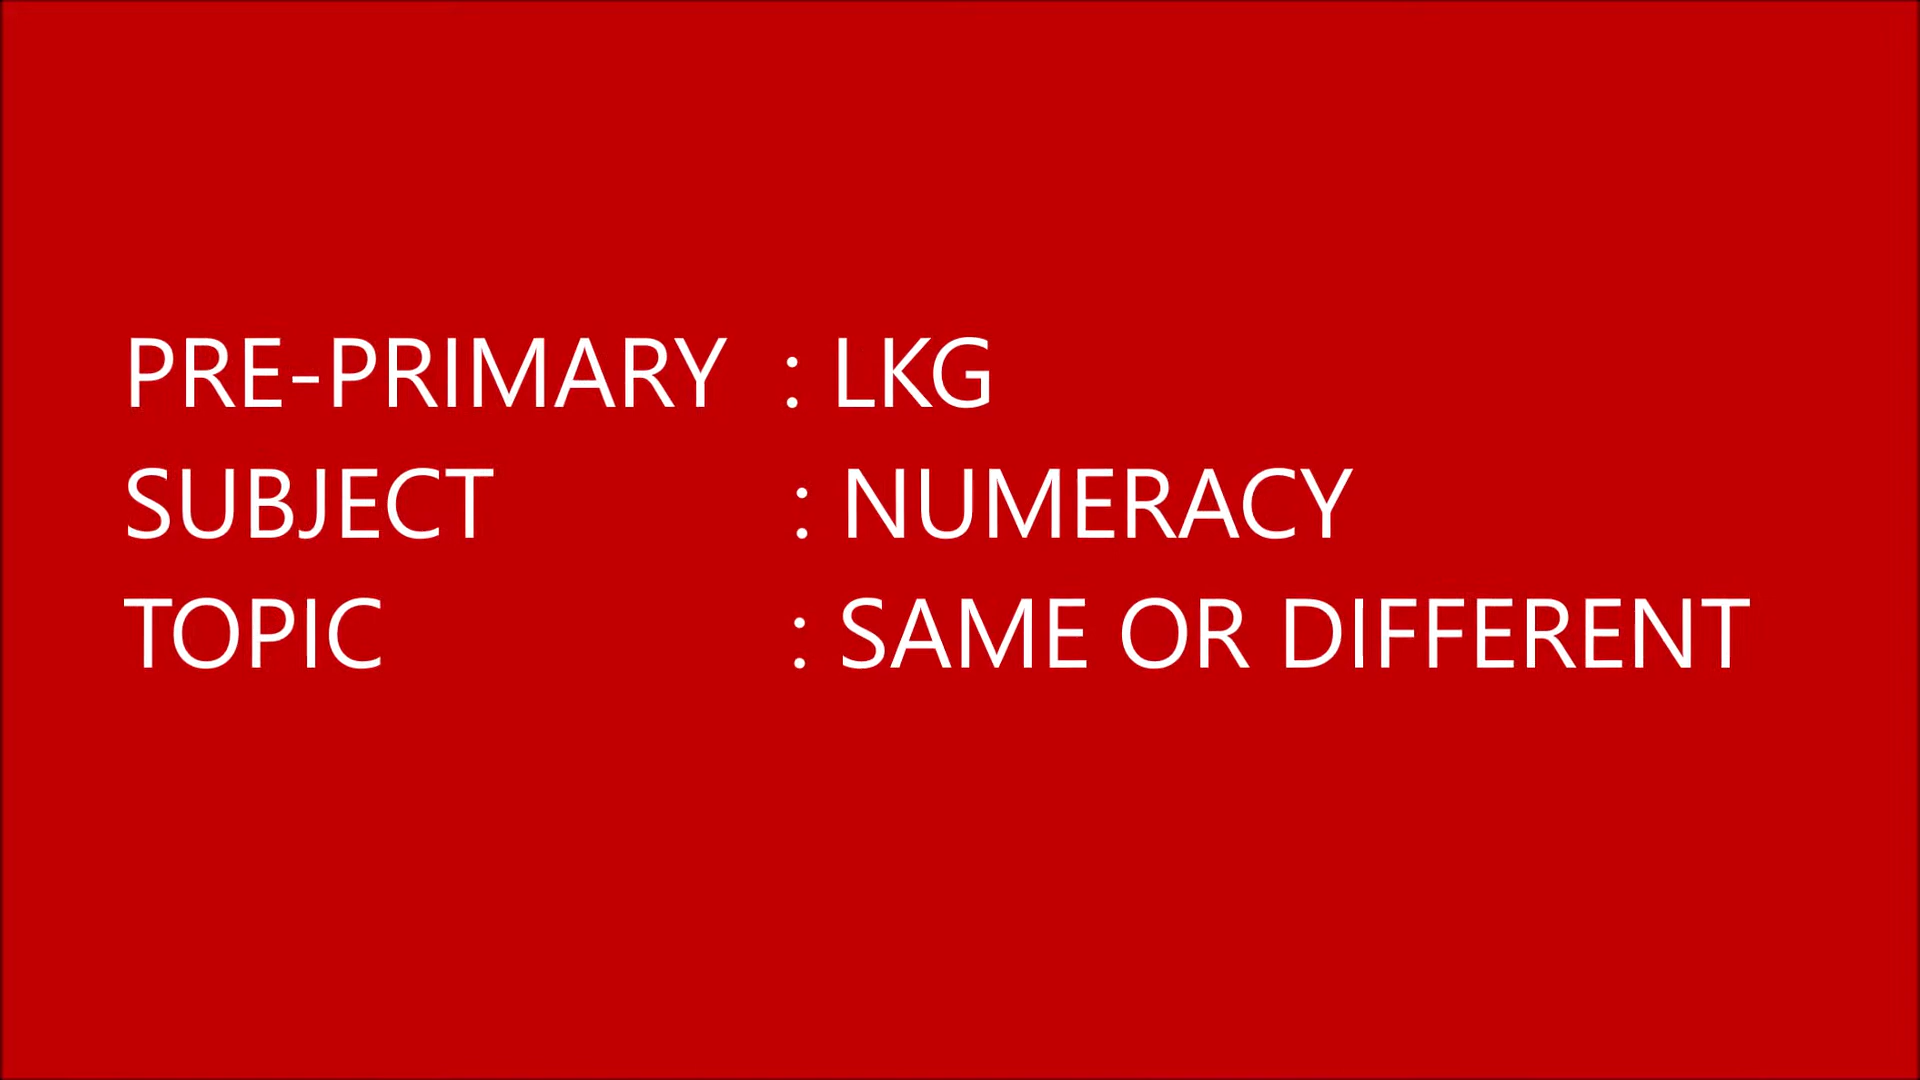 PRE-PRIMARY : LKG
SUBJECT : NUMERACY
TOPIC : SAME OR DIFFERENT